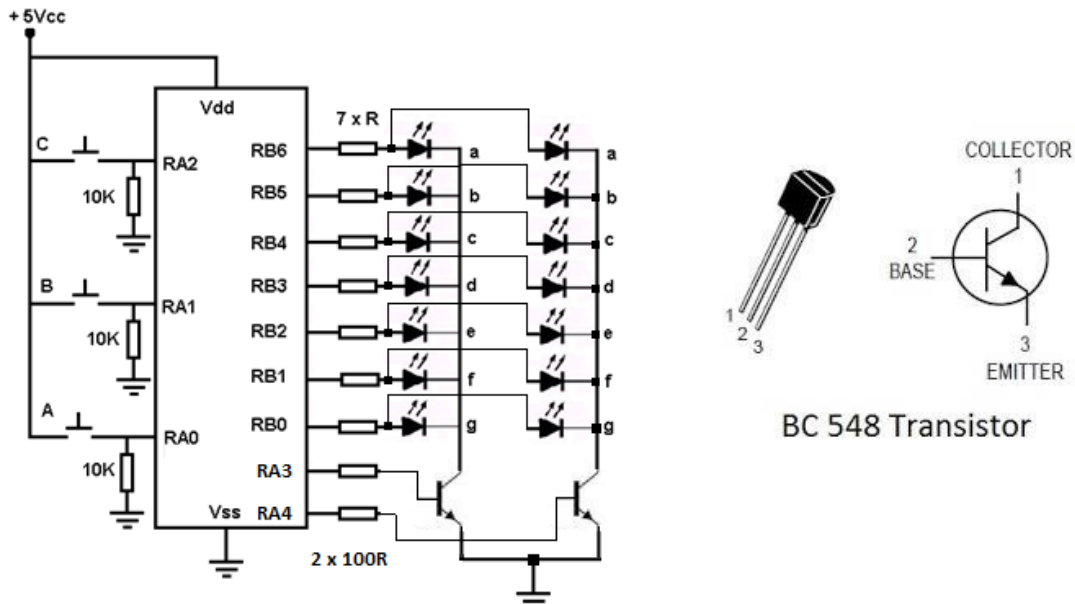 + 5Vcc
Vdd
7 x R
C
RA2
10K
B
RA1
10K
A
RA0
10K
Vss
RB6
a
a
RB5
b
b
RB4
c
c
RB3
d
d
RB2
e
e
RB1
f
f
RB0
g
g
RA3
RA4
2 x 100R
1
2
3
COLLECTOR
1
2
BASE
3
EMITTER
BC 548 Transistor